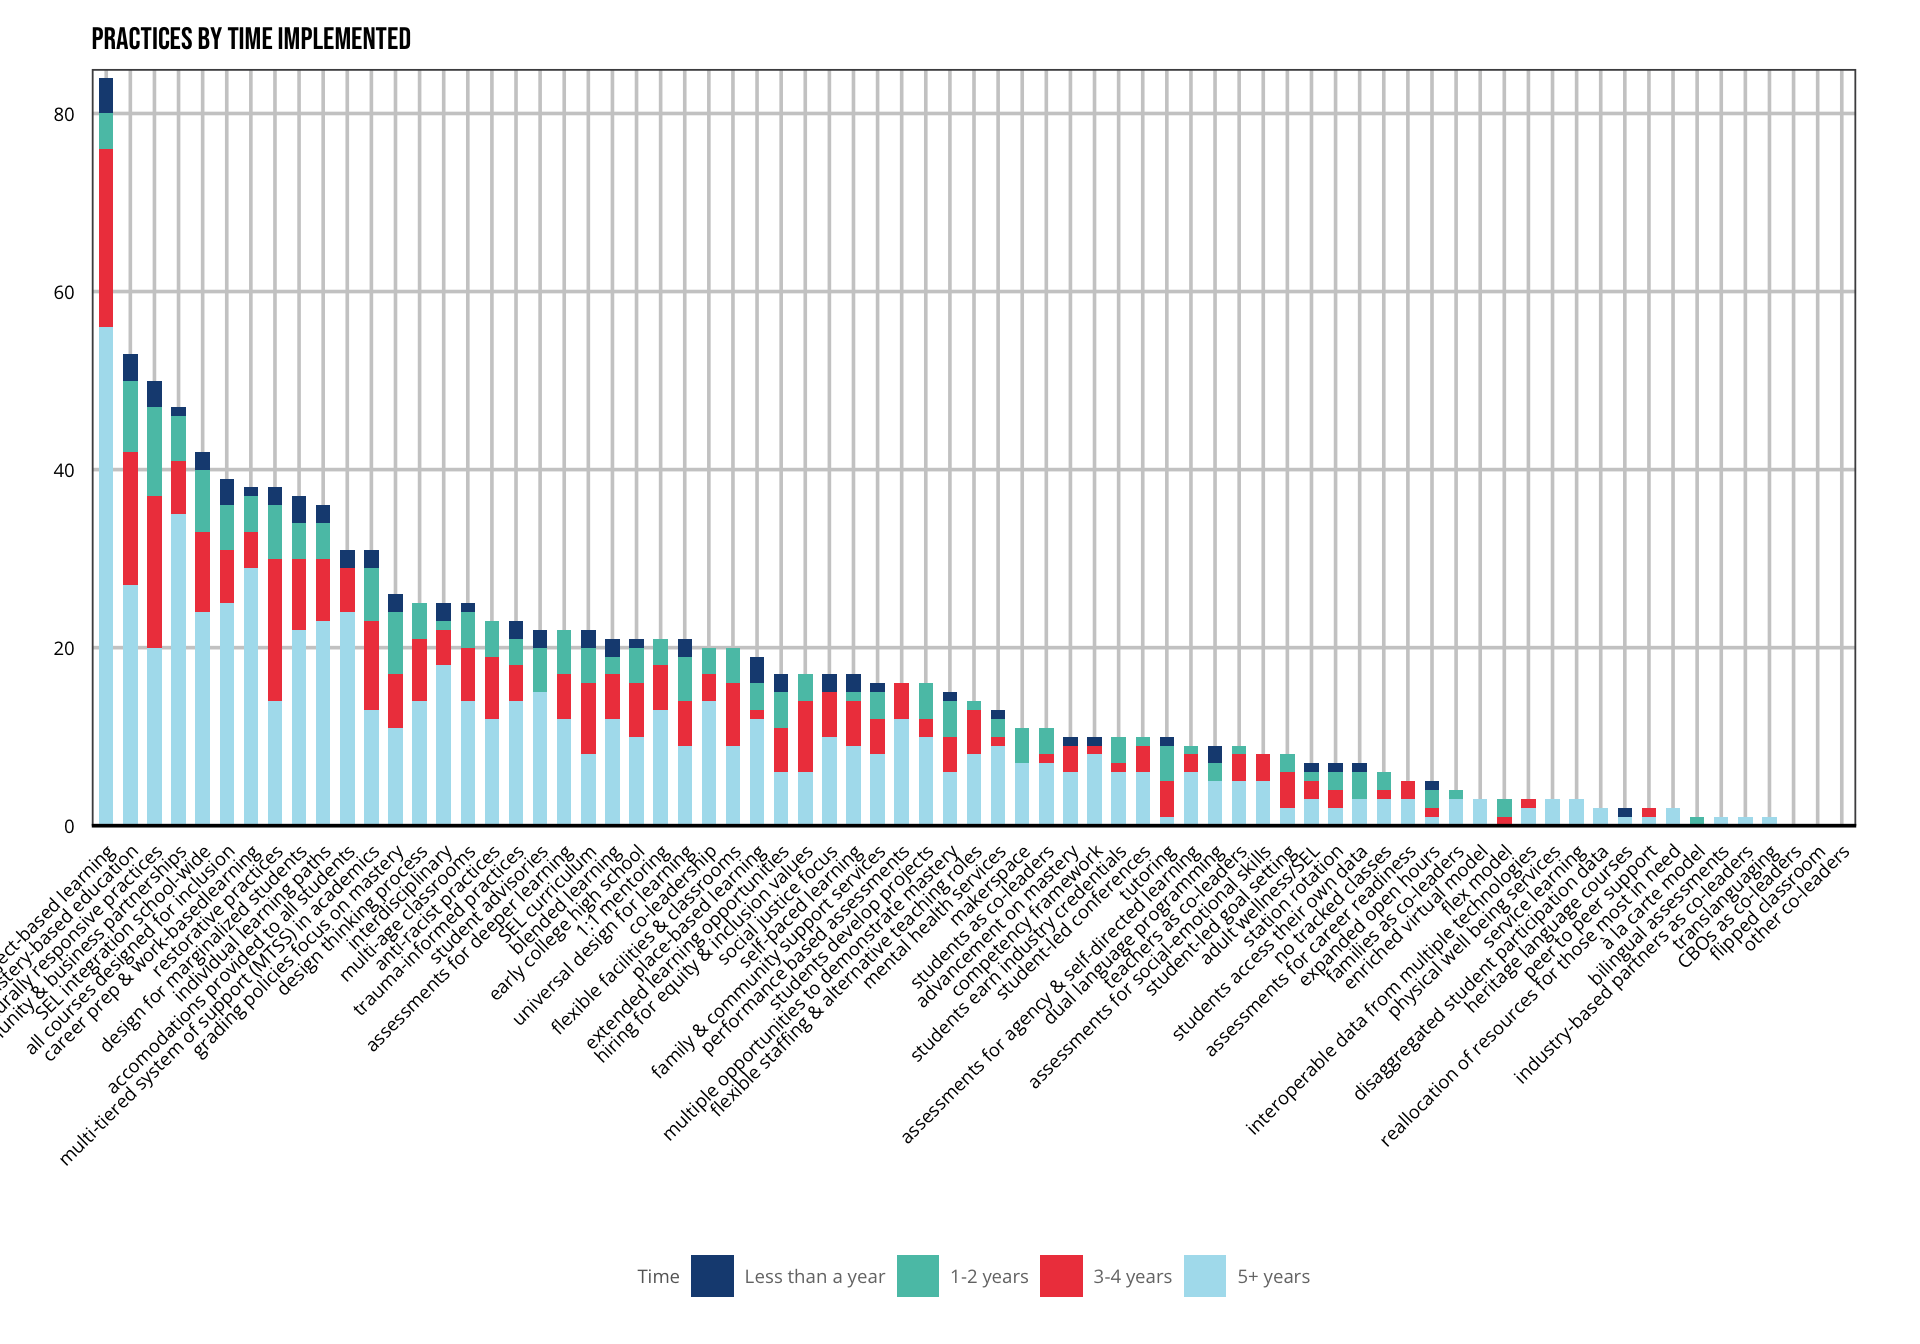 PRACTICES BY TIME IMPLEMENTED
80
60
40
20
0
learning
education
responsive practices
& business partnerships
SEL integration school-wide
all courses designed for inclusion
career prep & work-basedlearning
restorative practices
design for marginalized students
individual learning paths
accomodations provided to all students
multi-tiered system of support (MTSS) in academics
grading policies focus on mastery
design thinking process
interdisciplinary
multi-age classrooms
anti-racist practices
trauma-informed practices
student advisories
assessments for deeper learning
SEL curriculum
blended learning
early college high school
1:1 mentoring
universal design for learning
co-leadership
flexible facilities & classrooms
place-based learning
extended learning opportunities
hiring for equity & inclusion values
social justice focus
self-paced learning
family & community support services
performance based assessments
students develop projects
multiple opportunities to demonstrate mastery
flexible staffing & alternative teaching roles
mental health services
makerspace
students as co-leaders
advancement on mastery
competency framework
students earn industry credentials
student-led conferences
tutoring
assessments for agency & self-directed learning
dual language programming
teachers as co-leaders
assessments for social-emotional skills
student-led goal setting
adult wellness/SEL
station rotation
students access their own data
no tracked classes
assessments for career readiness
expanded open hours
families as co-leaders
enriched virtual model
flex model
interoperable data from multiple technologies
physical well being services
service learning
disaggregated student participation data
heritage language courses
peer to peer support
reallocation of resources for those most in need
à la carte model
bilingual assessments
industry-based partners as co-leaders
translanguaging
CBOs as co-leaders
flipped classroom
other co-leaders
Time Less than a year 1-2 years 3-4 years 5+ years